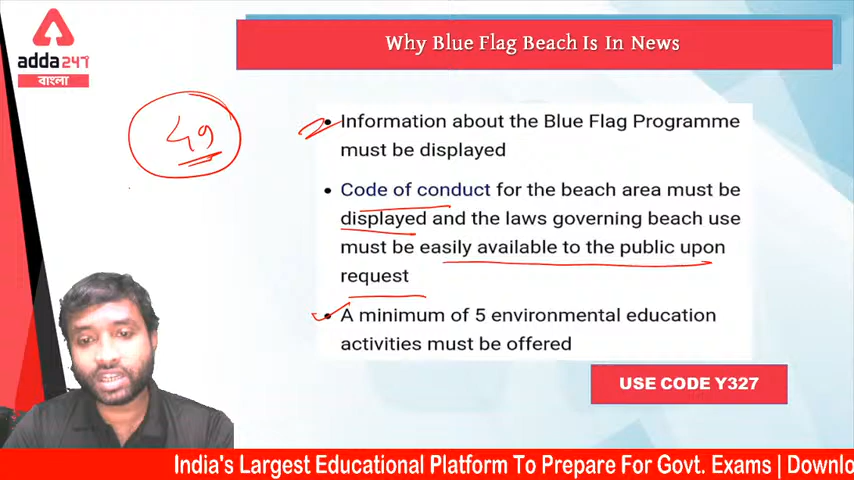 Why Blue Flag Beach Is In News
adda247
বাংলা
49
• Information about the Blue Flag Programme
must be displayed
• Code of conduct for the beach area must be
displayed and the laws governing beach use
must be easily available to the public upon
request
• A minimum of 5 environmental education
activities must be offered
USE CODE Y327
India's Largest Educational Platform To Prepare For Govt. Exams | Downlo